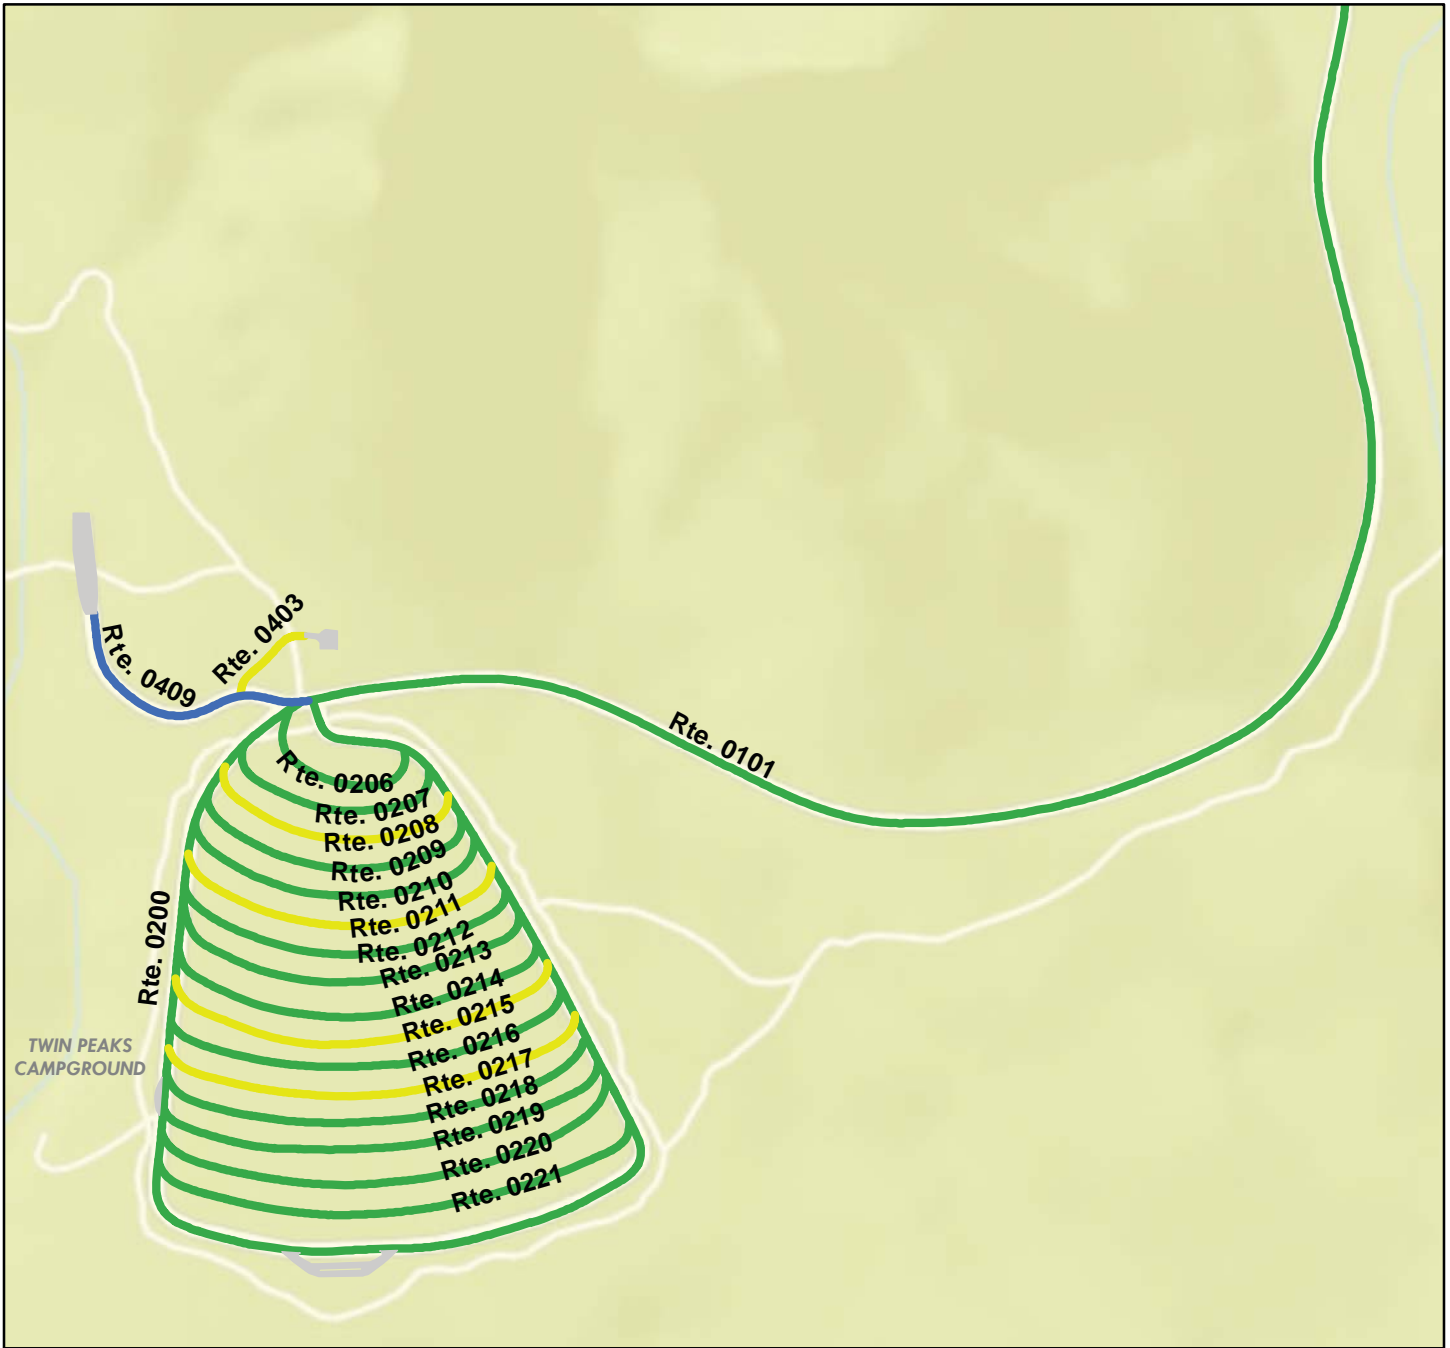 Rte. 0403
Rte. 0409
Rte. 0101
Rte. 0206
Rte. 0207
Rte. 0208
Rte. 0209
Rte. 0210
Rte. 0211
Rte. 0212
Rte. 0213
Rte. 0214
Rte. 0215
Rte. 0216
Rte. 0217
Rte. 0218
Rte. 0219
Rte. 0220
Rte. 0221
Rte. 0200
TWIN PEAKS
CAMPGROUND